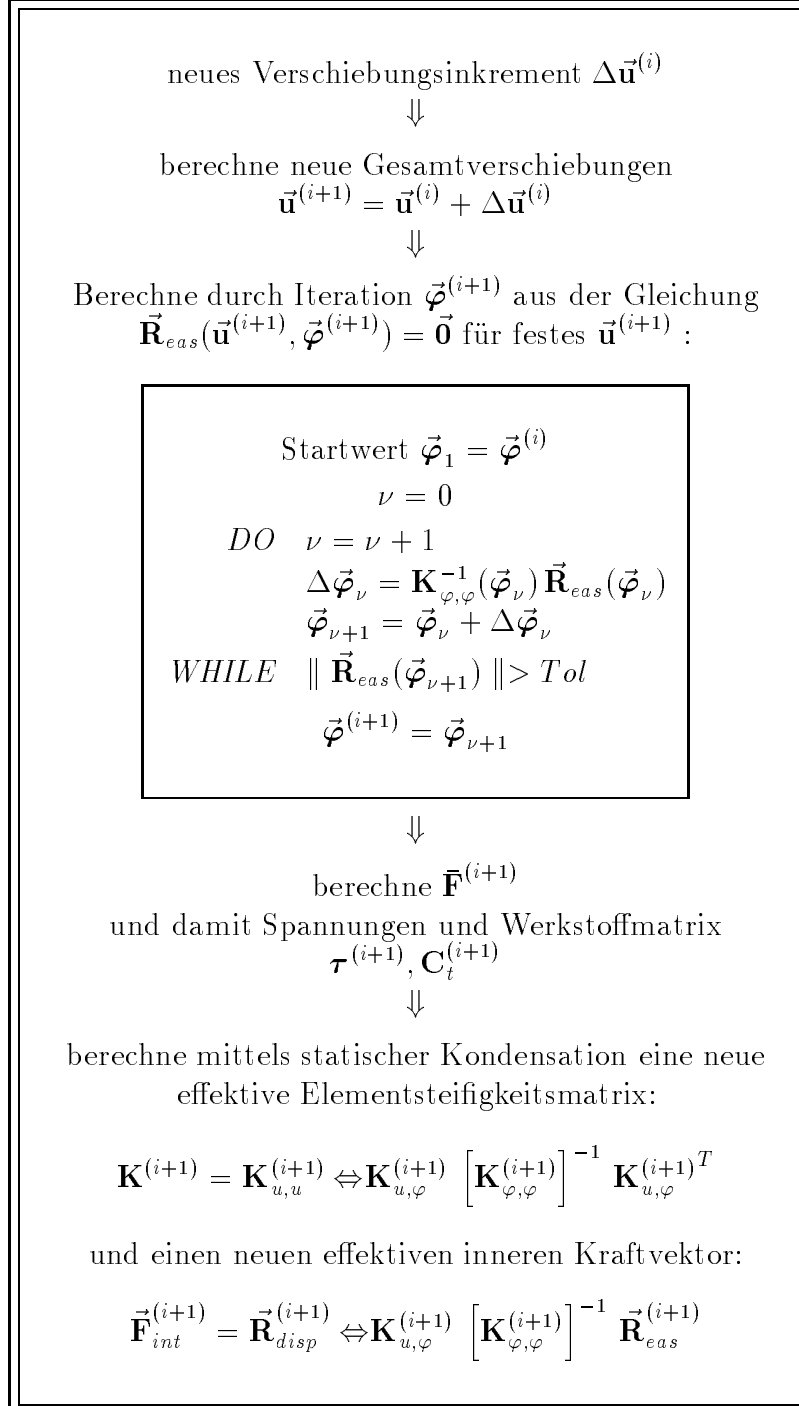 neues Verschiebungsinkrement Δu⃗^(i)
⇓
berechne neue Gesamtverschiebungen
u⃗^(i+1) = u⃗^(i) + Δu⃗^(i)
⇓
Berechne durch Iteration φ⃗^(i+1) aus der Gleichung
R⃗_eas(u⃗^(i+1), φ⃗^(i+1)) = 0⃗ für festes u⃗^(i+1) :
Startwert φ⃗_1 = φ⃗^(i)
ν = 0
DO ν = ν + 1
Δφ⃗_ν = K_φ,φ^−1(φ⃗_ν) R⃗_eas(φ⃗_ν)
φ⃗_ν+1 = φ⃗_ν + Δφ⃗_ν
WHILE ∥ R⃗_eas(φ⃗_ν+1) ∥> Tol
φ⃗^(i+1) = φ⃗_ν+1
⇓
berechne F̄^(i+1)
und damit Spannungen und Werkstoffmatrix
τ^(i+1), C_t^(i+1)
⇓
berechne mittels statischer Kondensation eine neue
effektive Elementsteifigkeitsmatrix:
K^(i+1) = K_u,u^(i+1) ⇔ K_u,φ^(i+1) [K_φ,φ^(i+1)]^−1 K_u,φ^(i+1)^T
und einen neuen effektiven inneren Kraftvektor:
F⃗_int^(i+1) = R⃗_disp^(i+1) ⇔ K_u,φ^(i+1) [K_φ,φ^(i+1)]^−1 R⃗_eas^(i+1)